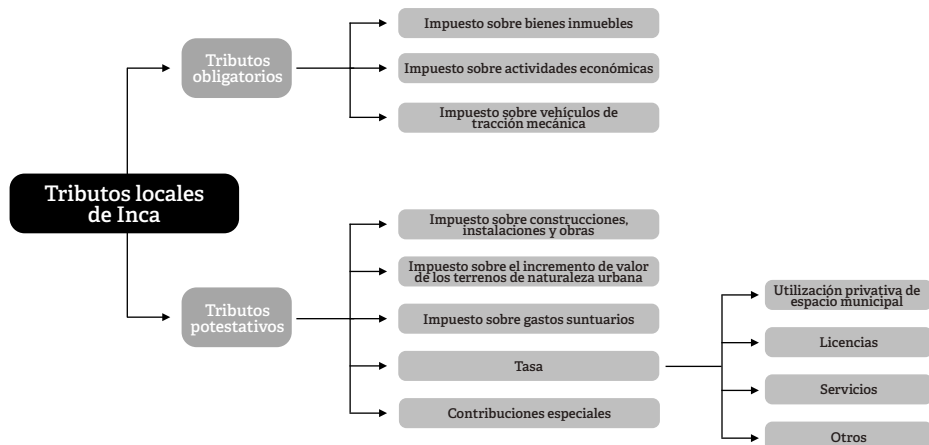 Tributos locales
de Inca
Tributos
obligatorios
Impuesto sobre bienes inmuebles
Impuesto sobre actividades económicas
Impuesto sobre vehículos de
tracción mecánica
Tributos
potestativos
Impuesto sobre construcciones,
instalaciones y obras
Impuesto sobre el incremento de valor
de los terrenos de naturaleza urbana
Impuesto sobre gastos suntuarios
Tasa
Contribuciones especiales
Utilización privativa de
espacio municipal
Licencias
Servicios
Otros